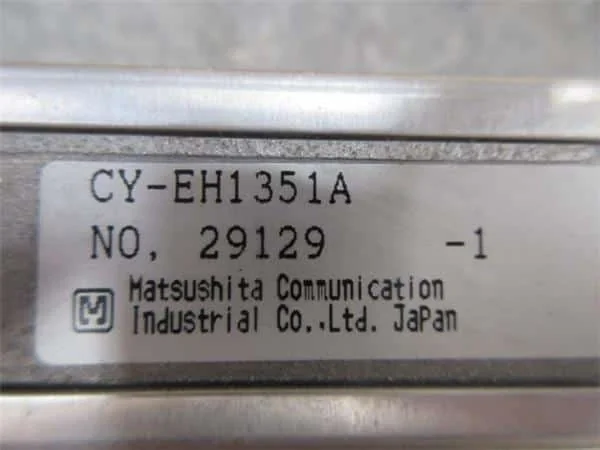 CY-EH1351A
NO, 29129 -1
M Matsushita Communication
Industrial Co.,Ltd. JaPan